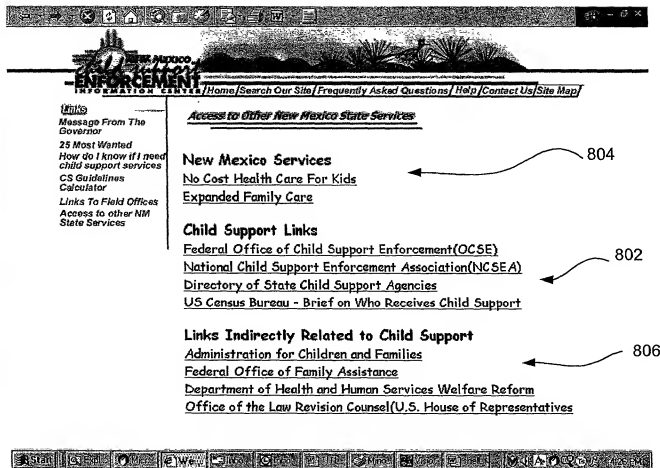 New Mexico
Child Support
ENFORCEMENT
INFORMATION CENTER
Home/Search Our Site/Frequently Asked Questions/Help/Contact Us/Site Map/
Links
Message From The
Governor
25 Most Wanted
How do I know if I need
child support services
CS Guidelines
Calculator
Links To Field Offices
Access to other NM
State Services
Access to Other New Mexico State Services
New Mexico Services
804
No Cost Health Care For Kids
Expanded Family Care
Child Support Links
Federal Office of Child Support Enforcement(OCSE)
National Child Support Enforcement Association(NCSEA)
802
Directory of State Child Support Agencies
US Census Bureau - Brief on Who Receives Child Support
Links Indirectly Related to Child Support
Administration for Children and Families
806
Federal Office of Family Assistance
Department of Health and Human Services Welfare Reform
Office of the Law Revision Counsel(U.S. House of Representatives
Start